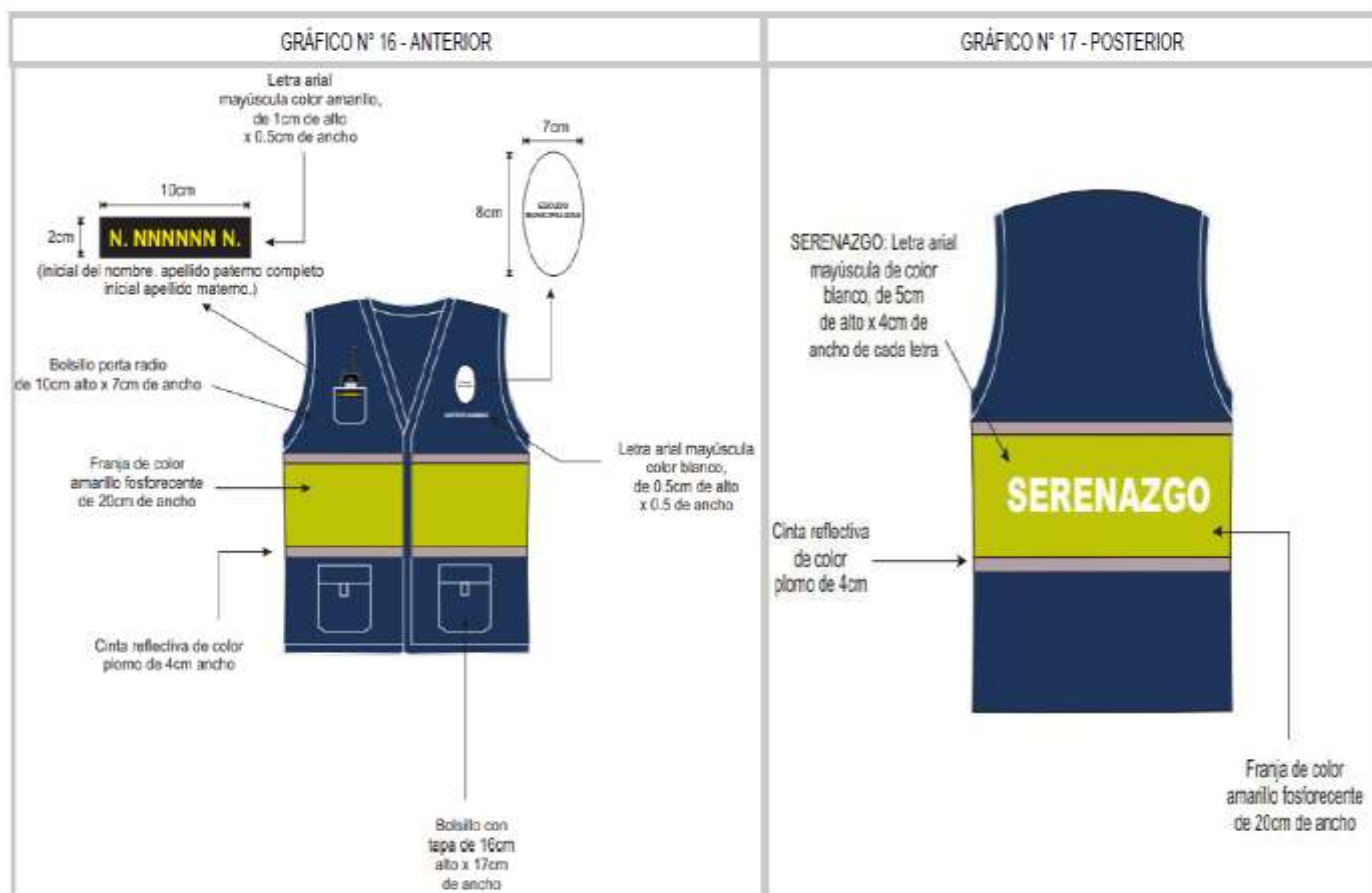 GRÁFICO N° 16 - ANTERIOR
GRÁFICO N° 17 - POSTERIOR
Letra arial
mayúscula color amarillo,
de 1cm de alto
x 0.5cm de ancho
7cm
10cm
8cm
ESCUDO
MUNICIPALIDAD
2cm
N. NNNNNN N.
(inicial del nombre. apellido paterno completo
inicial apellido materno.)
Bolsillo porta radio
de 10cm alto x 7cm de ancho
Franja de color
amarillo fosforecente
de 20cm de ancho
Letra arial mayúscula
color blanco,
de 0.5cm de alto
x 0.5 de ancho
Cinta reflectiva de color
plomo de 4cm ancho
Bolsillo con
tapa de 16cm
alto x 17cm
de ancho
SERENAZGO: Letra arial
mayúscula de color
blanco, de 5cm
de alto x 4cm de
ancho de cada letra
SERENAZGO
Cinta reflectiva
de color
plomo de 4cm
Franja de color
amarillo fosforecente
de 20cm de ancho